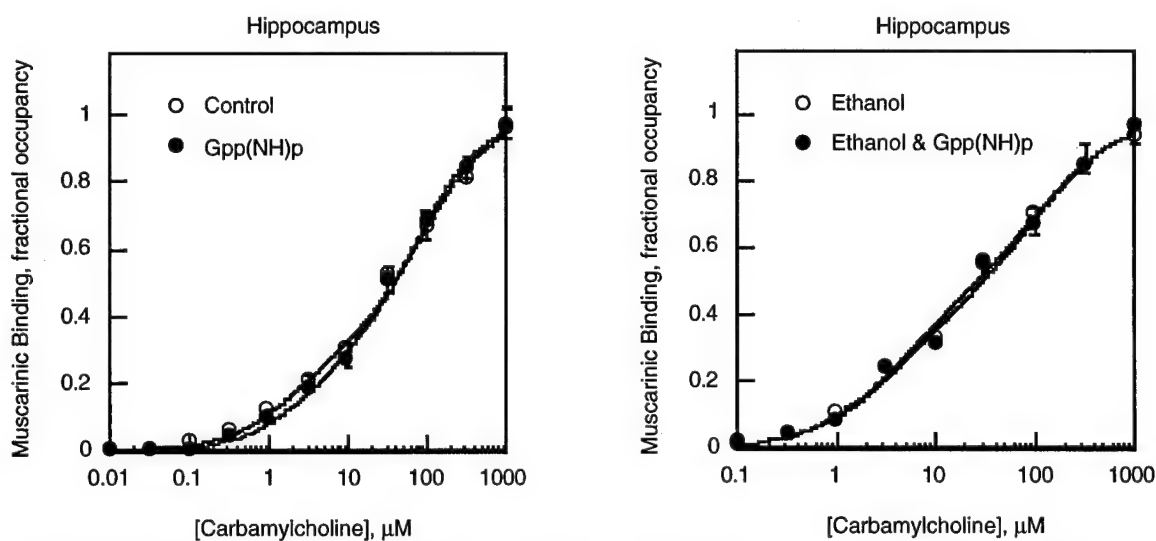 Hippocampus
Muscarinic Binding, fractional occupancy
1
0.8
0.6
0.4
0.2
0
Control
Gpp(NH)p
0.01 0.1 1 10 100 1000
[Carbamylcholine], μM
Hippocampus
Muscarinic Binding, fractional occupancy
1
0.8
0.6
0.4
0.2
0
Ethanol
Ethanol & Gpp(NH)p
0.1 1 10 100 1000
[Carbamylcholine], μM